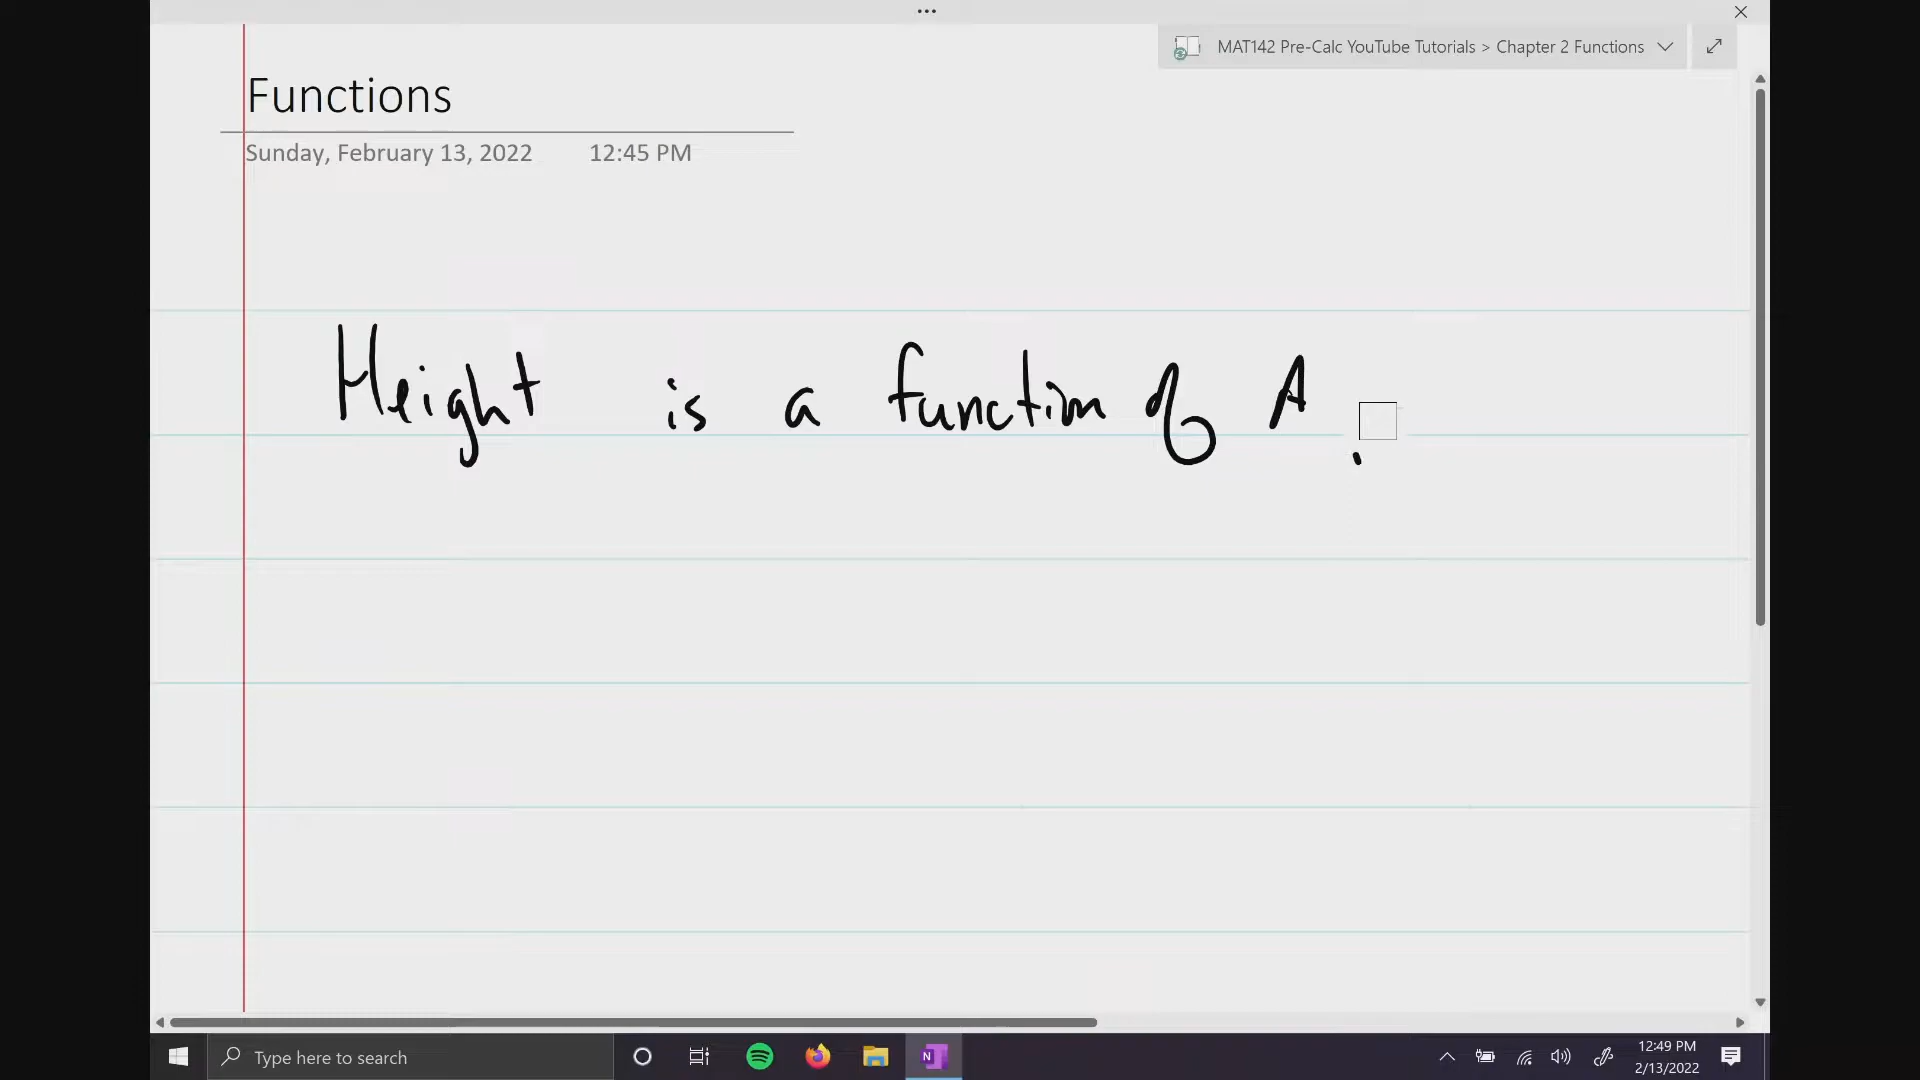 MAT142 Pre-Calc YouTube Tutorials > Chapter 2 Functions
Functions
Sunday, February 13, 2022 12:45 PM
Height is a function of A
Type here to search
N
12:49 PM
2/13/2022